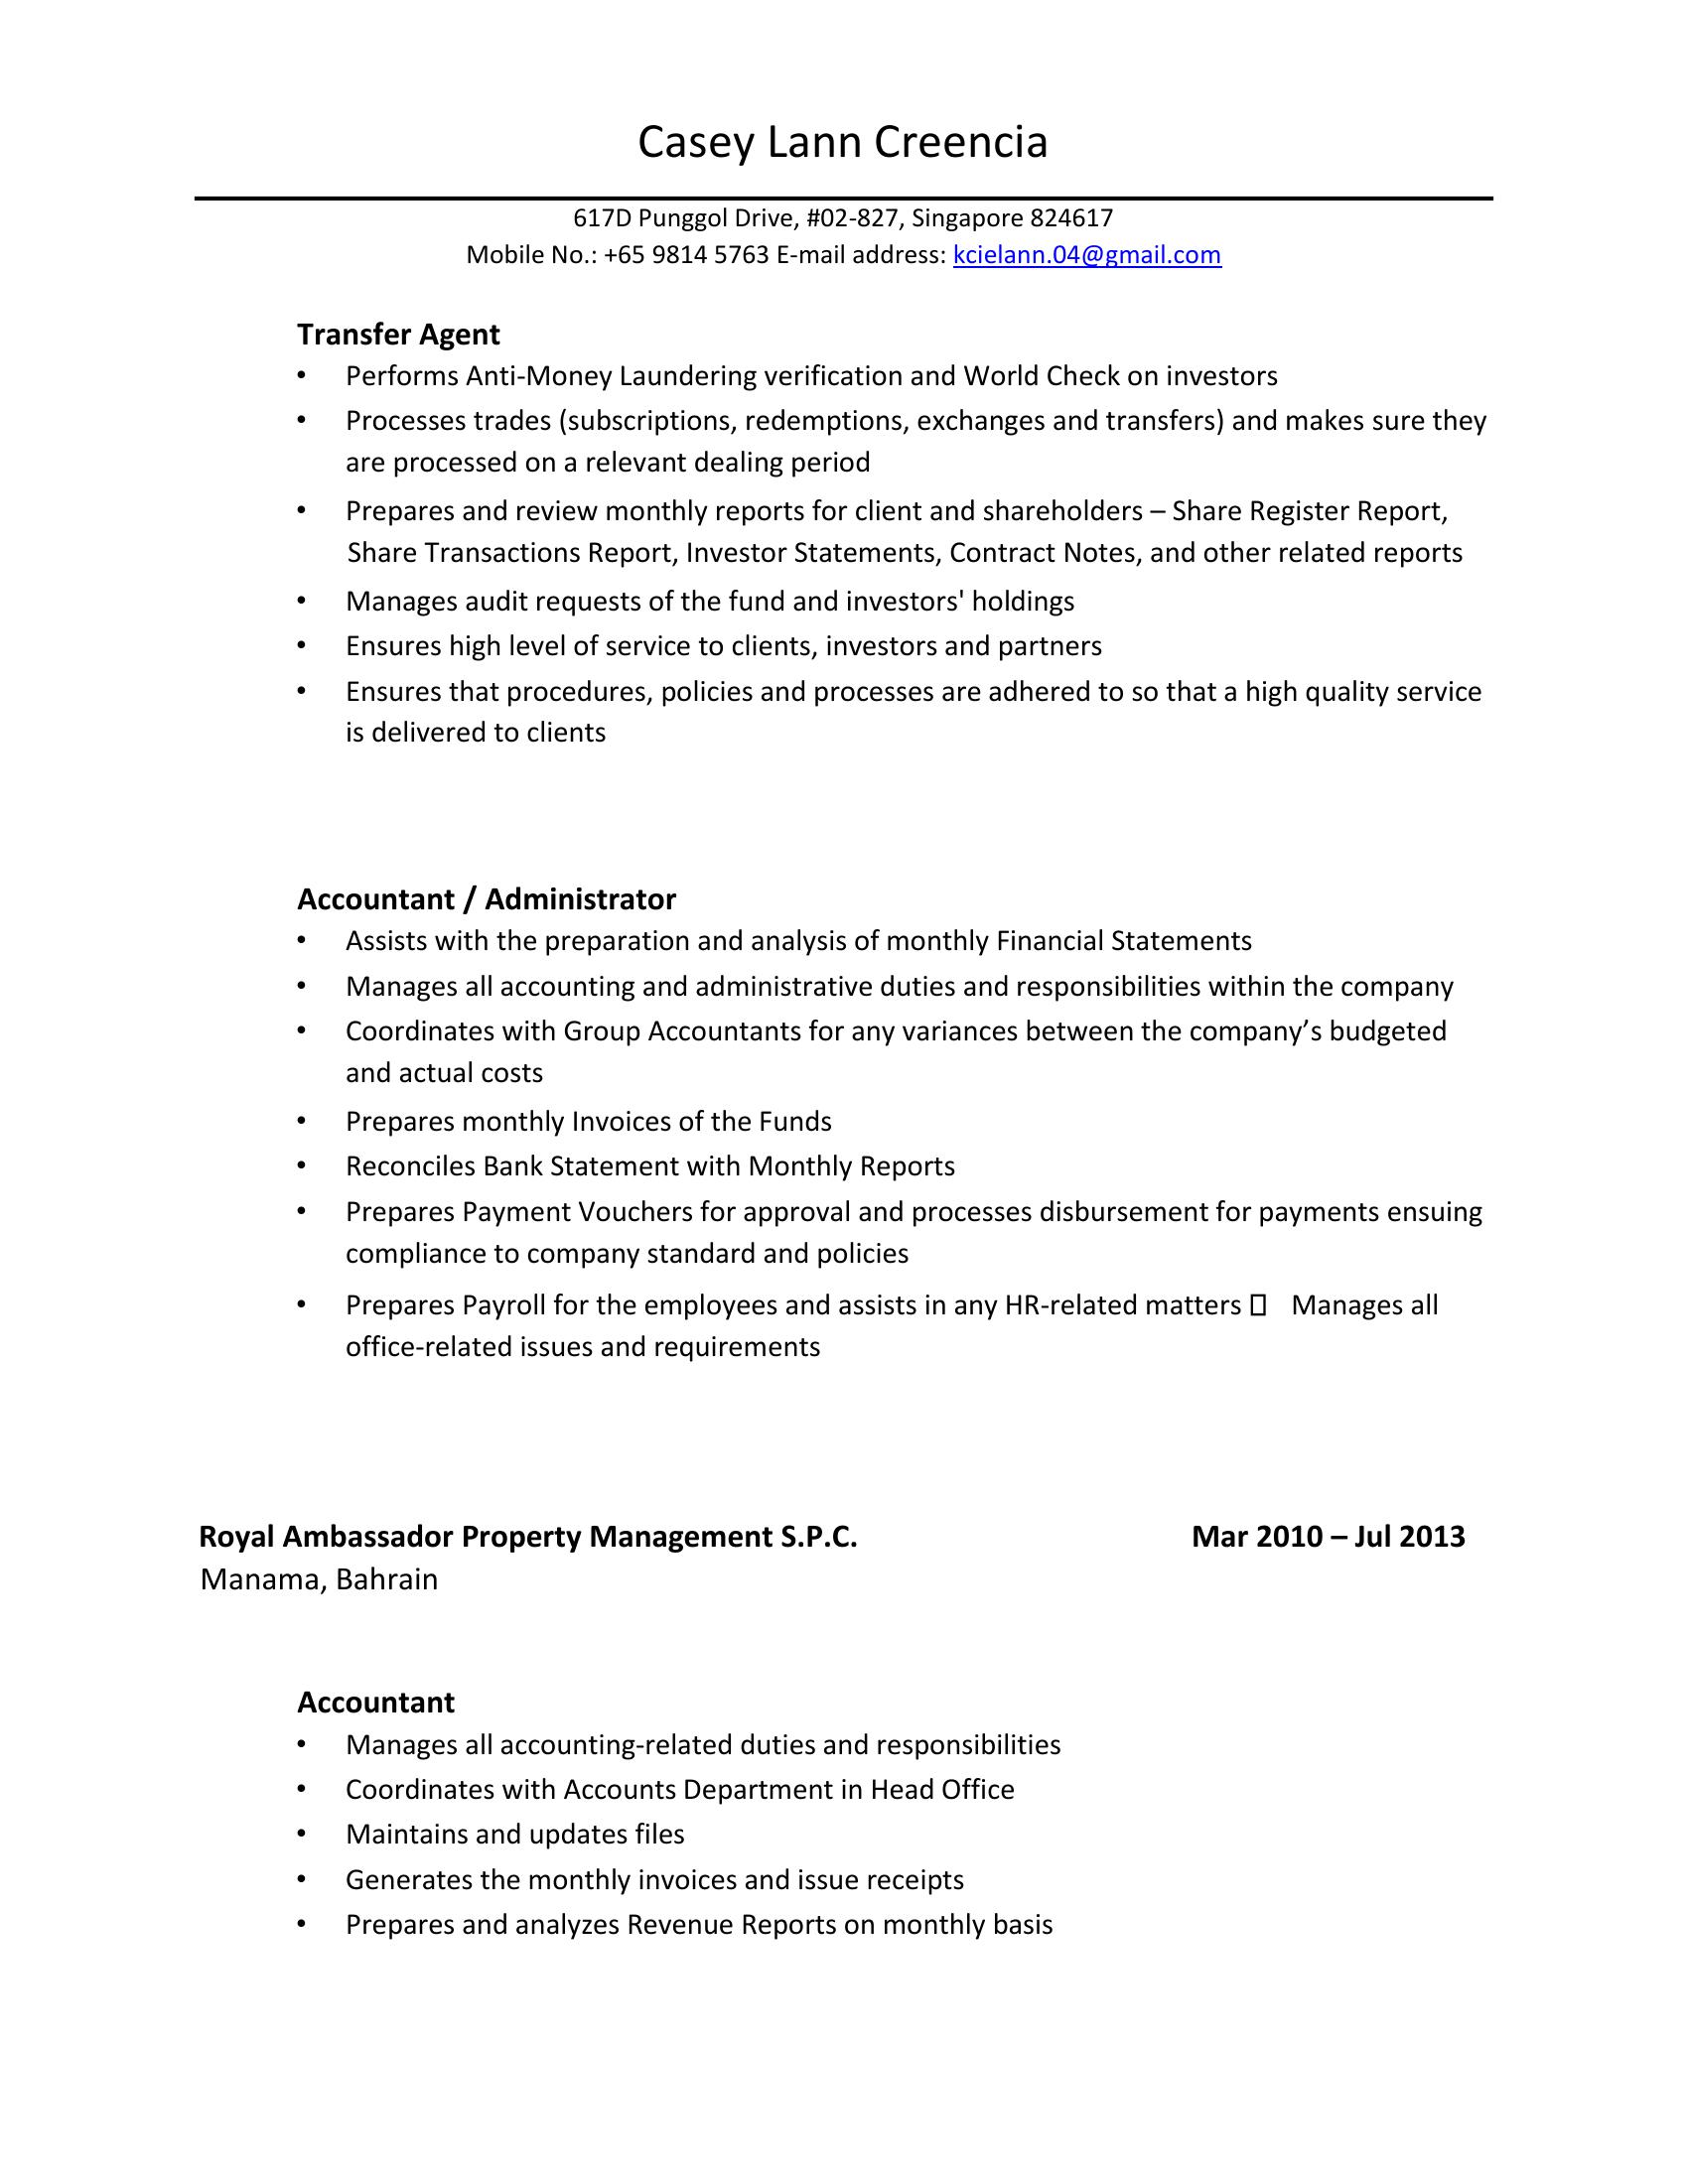 Casey Lann Creencia
617D Punggol Drive, #02-827, Singapore 824617
Mobile No.: +65 9814 5763 E-mail address: kcielann.04@gmail.com
Transfer Agent
• Performs Anti-Money Laundering verification and World Check on investors
• Processes trades (subscriptions, redemptions, exchanges and transfers) and makes sure they
are processed on a relevant dealing period
• Prepares and review monthly reports for client and shareholders – Share Register Report,
Share Transactions Report, Investor Statements, Contract Notes, and other related reports
• Manages audit requests of the fund and investors' holdings
• Ensures high level of service to clients, investors and partners
• Ensures that procedures, policies and processes are adhered to so that a high quality service
is delivered to clients
Accountant / Administrator
• Assists with the preparation and analysis of monthly Financial Statements
• Manages all accounting and administrative duties and responsibilities within the company
• Coordinates with Group Accountants for any variances between the company’s budgeted
and actual costs
• Prepares monthly Invoices of the Funds
• Reconciles Bank Statement with Monthly Reports
• Prepares Payment Vouchers for approval and processes disbursement for payments ensuing
compliance to company standard and policies
• Prepares Payroll for the employees and assists in any HR-related matters  Manages all
office-related issues and requirements
Royal Ambassador Property Management S.P.C. Mar 2010 – Jul 2013
Manama, Bahrain
Accountant
• Manages all accounting-related duties and responsibilities
• Coordinates with Accounts Department in Head Office
• Maintains and updates files
• Generates the monthly invoices and issue receipts
• Prepares and analyzes Revenue Reports on monthly basis